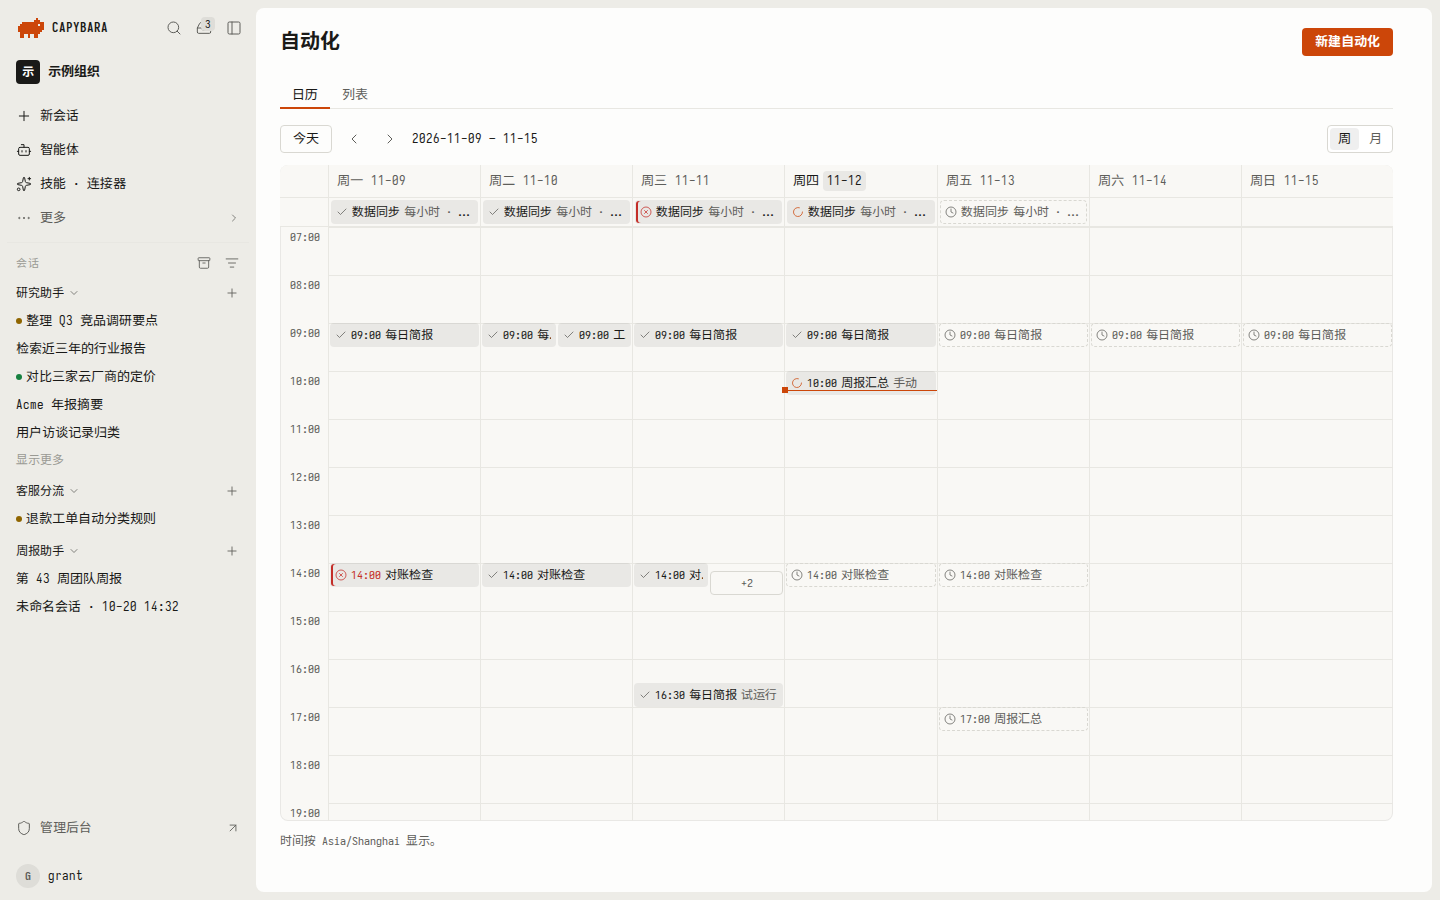 CAPYBARA
3
示 示例组织
新会话
智能体
技能 · 连接器
更多
会话
研究助手
整理 Q3 竞品调研要点
检索近三年的行业报告
对比三家云厂商的定价
Acme 年报摘要
用户访谈记录归类
显示更多
客服分流
退款工单自动分类规则
周报助手
第 43 周团队周报
未命名会话 · 10-20 14:32
管理后台
G grant
自动化
新建自动化
日历 列表
今天 2026-11-09 – 11-15 周 月
周一 11-09 周二 11-10 周三 11-11 周四 11-12 周五 11-13 周六 11-14 周日 11-15
数据同步 每小时 · … 数据同步 每小时 · … 数据同步 每小时 · … 数据同步 每小时 · … 数据同步 每小时 · …
07:00
08:00
09:00 09:00 每日简报 09:00 每. 09:00 工 09:00 每日简报 09:00 每日简报 09:00 每日简报 09:00 每日简报 09:00 每日简报
10:00 10:00 周报汇总 手动
11:00
12:00
13:00
14:00 14:00 对账检查 14:00 对账检查 14:00 对. +2 14:00 对账检查 14:00 对账检查
15:00
16:00
16:30 每日简报 试运行
17:00 17:00 周报汇总
18:00
19:00
时间按 Asia/Shanghai 显示。